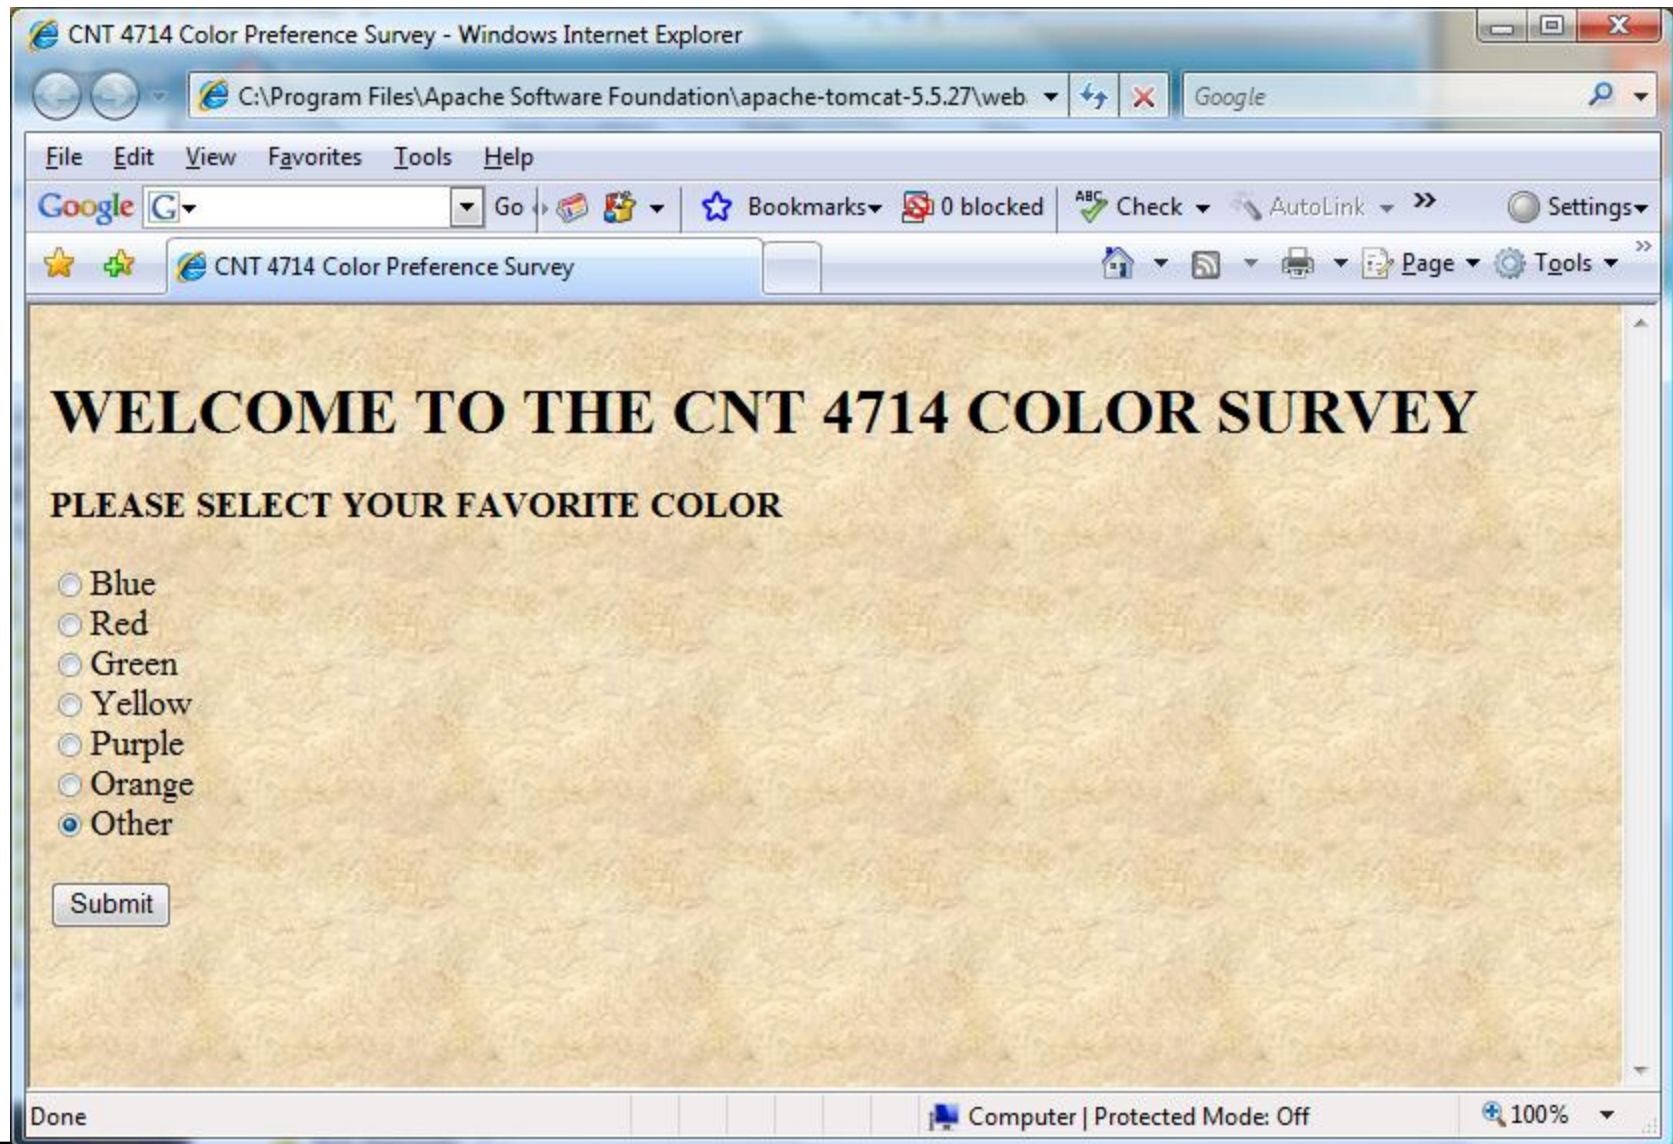 CNT 4714 Color Preference Survey - Windows Internet Explorer
C:\Program Files\Apache Software Foundation\apache-tomcat-5.5.27\web
Google
File Edit View Favorites Tools Help
Google G Go Bookmarks 0 blocked ABC Check AutoLink » Settings
CNT 4714 Color Preference Survey Page Tools »
WELCOME TO THE CNT 4714 COLOR SURVEY
PLEASE SELECT YOUR FAVORITE COLOR
Blue
Red
Green
Yellow
Purple
Orange
Other
Submit
Done Computer | Protected Mode: Off 100%